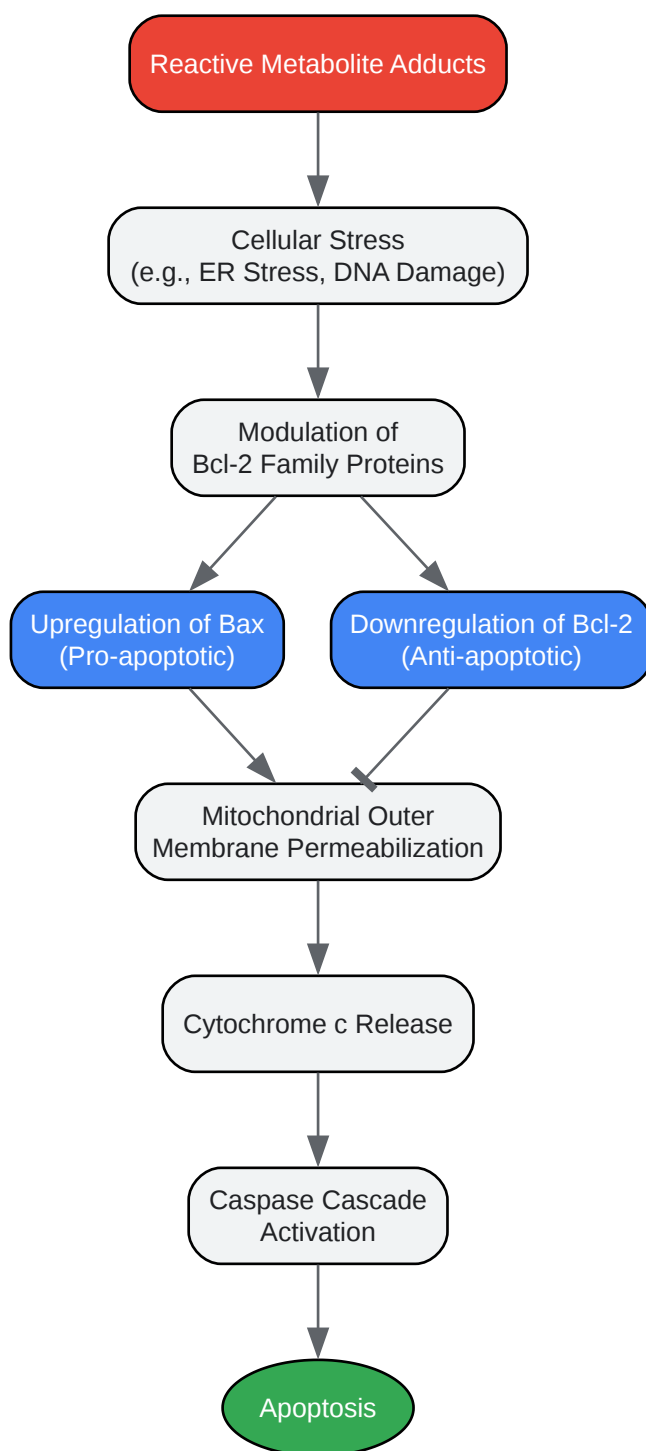 Reactive Metabolite Adducts
Cellular Stress
(e.g., ER Stress, DNA Damage)
Modulation of
Bcl-2 Family Proteins
Upregulation of Bax
(Pro-apoptotic)
Downregulation of Bcl-2
(Anti-apoptotic)
Mitochondrial Outer
Membrane Permeabilization
Cytochrome c Release
Caspase Cascade
Activation
Apoptosis